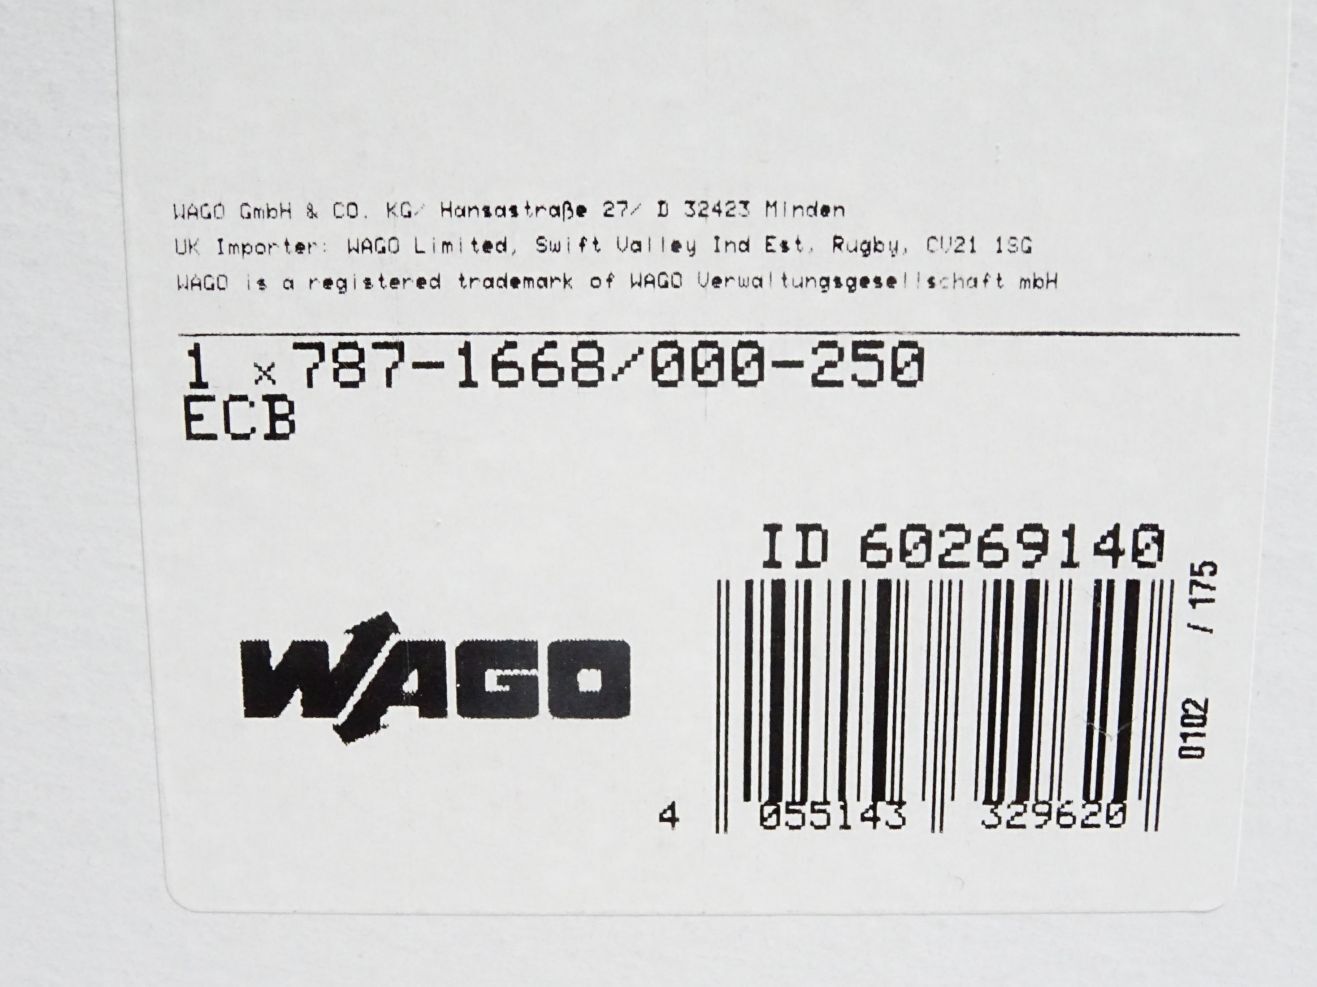 WAGO GmbH & CO. KG/ Hansastraße 27/ D 32423 Minden
UK Importer: WAGO Limited, Swift Valley Ind Est, Rugby, CV21 1SG
WAGO is a registered trademark of WAGO Verwaltungsgesellschaft mbH
1 x 787-1668/000-250
ECB
ID 60269140
WAGO
0102 / 175
4 055143 329620